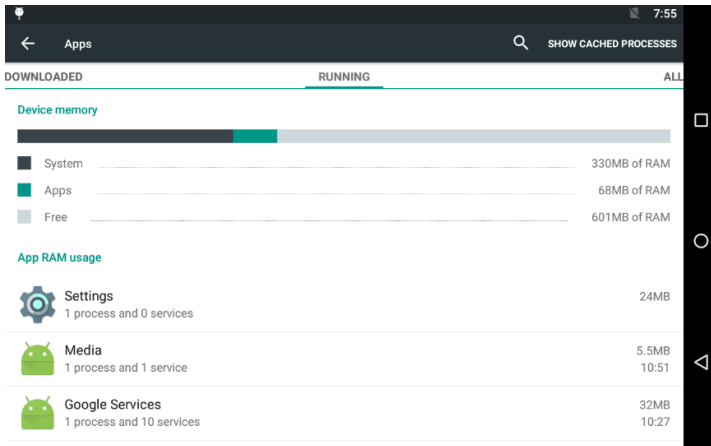 7:55
Apps
SHOW CACHED PROCESSES
DOWNLOADED
RUNNING
ALL
Device memory
System 330MB of RAM
Apps 68MB of RAM
Free 601MB of RAM
App RAM usage
Settings 24MB
1 process and 0 services
Media 5.5MB
1 process and 1 service 10:51
Google Services 32MB
1 process and 10 services 10:27